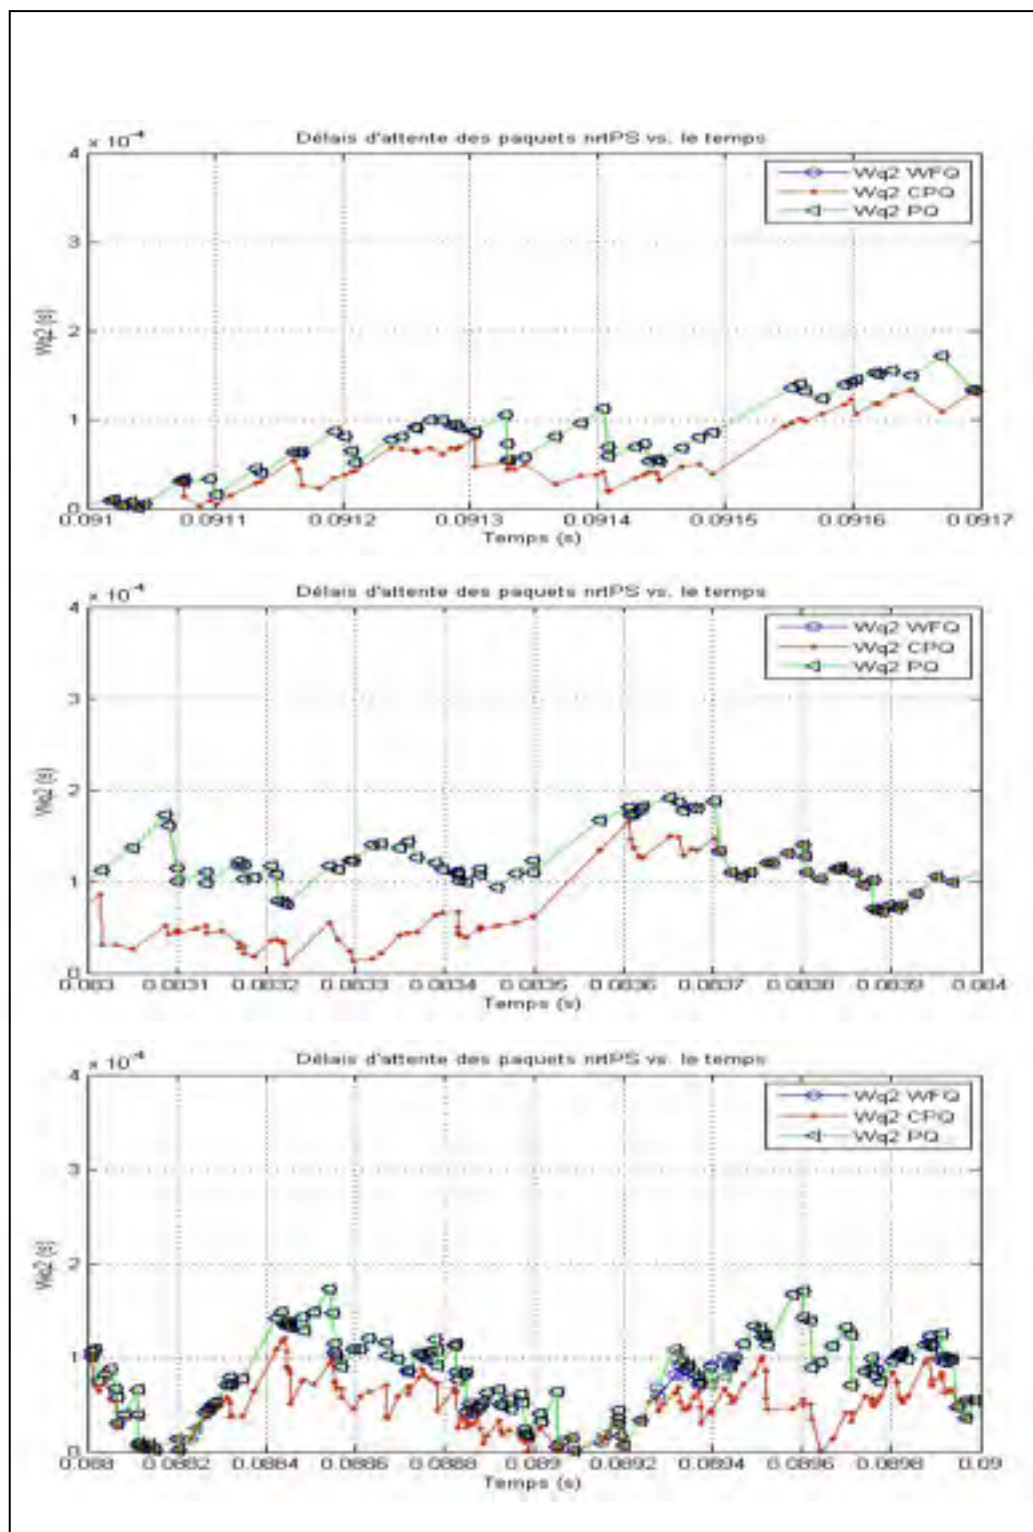 × 10⁻⁴
Délais d'attente des paquets nrtPS vs. le temps
4
Wq2 WFQ
Wq2 CPQ
Wq2 PQ
3
2
1
0
Wq2 (s)
0.091 0.0911 0.0912 0.0913 0.0914 0.0915 0.0916 0.0917
Temps (s)
× 10⁻⁴
Délais d'attente des paquets nrtPS vs. le temps
4
Wq2 WFQ
Wq2 CPQ
Wq2 PQ
3
2
1
0
Wq2 (s)
0.083 0.0831 0.0832 0.0833 0.0834 0.0835 0.0836 0.0837 0.0838 0.0839 0.084
Temps (s)
× 10⁻⁴
Délais d'attente des paquets nrtPS vs. le temps
4
Wq2 WFQ
Wq2 CPQ
Wq2 PQ
3
2
1
0
Wq2 (s)
0.088 0.0882 0.0884 0.0886 0.0888 0.089 0.0892 0.0894 0.0896 0.0898 0.09
Temps (s)